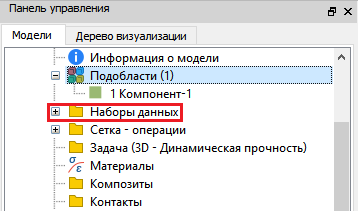 Панель управления
Модели
Дерево визуализации
Информация о модели
Подобласти (1)
1 Компонент-1
Наборы данных
Сетка - операции
Задача (3D - Динамическая прочность)
σ
ε
Материалы
Композиты
Контакты